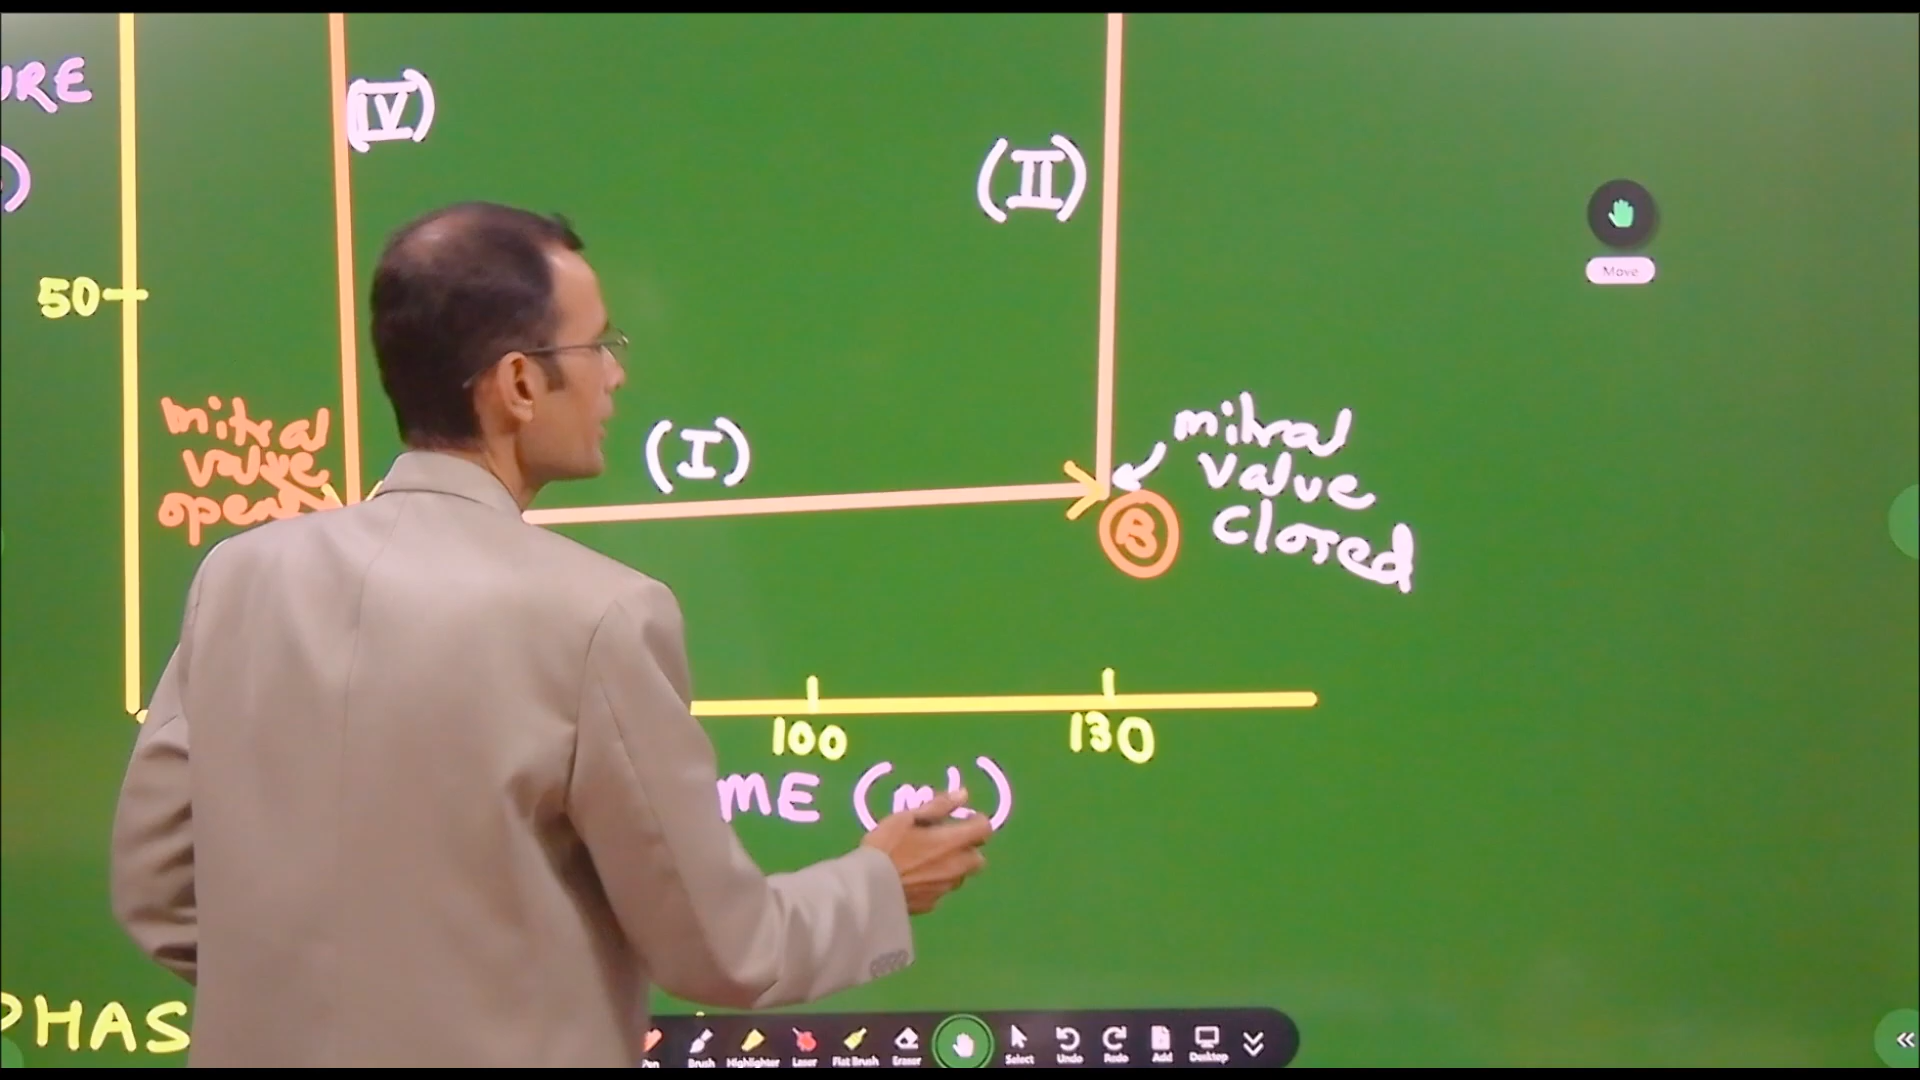 URE
(IV)
(II)
Move
50
mitral
valve
open
(I)
mitral
valve
closed
B
100
130
ME (mL)
PHAS
Pen Brush Highlighter Laser Flat Brush Eraser Select Undo Redo Add Desktop